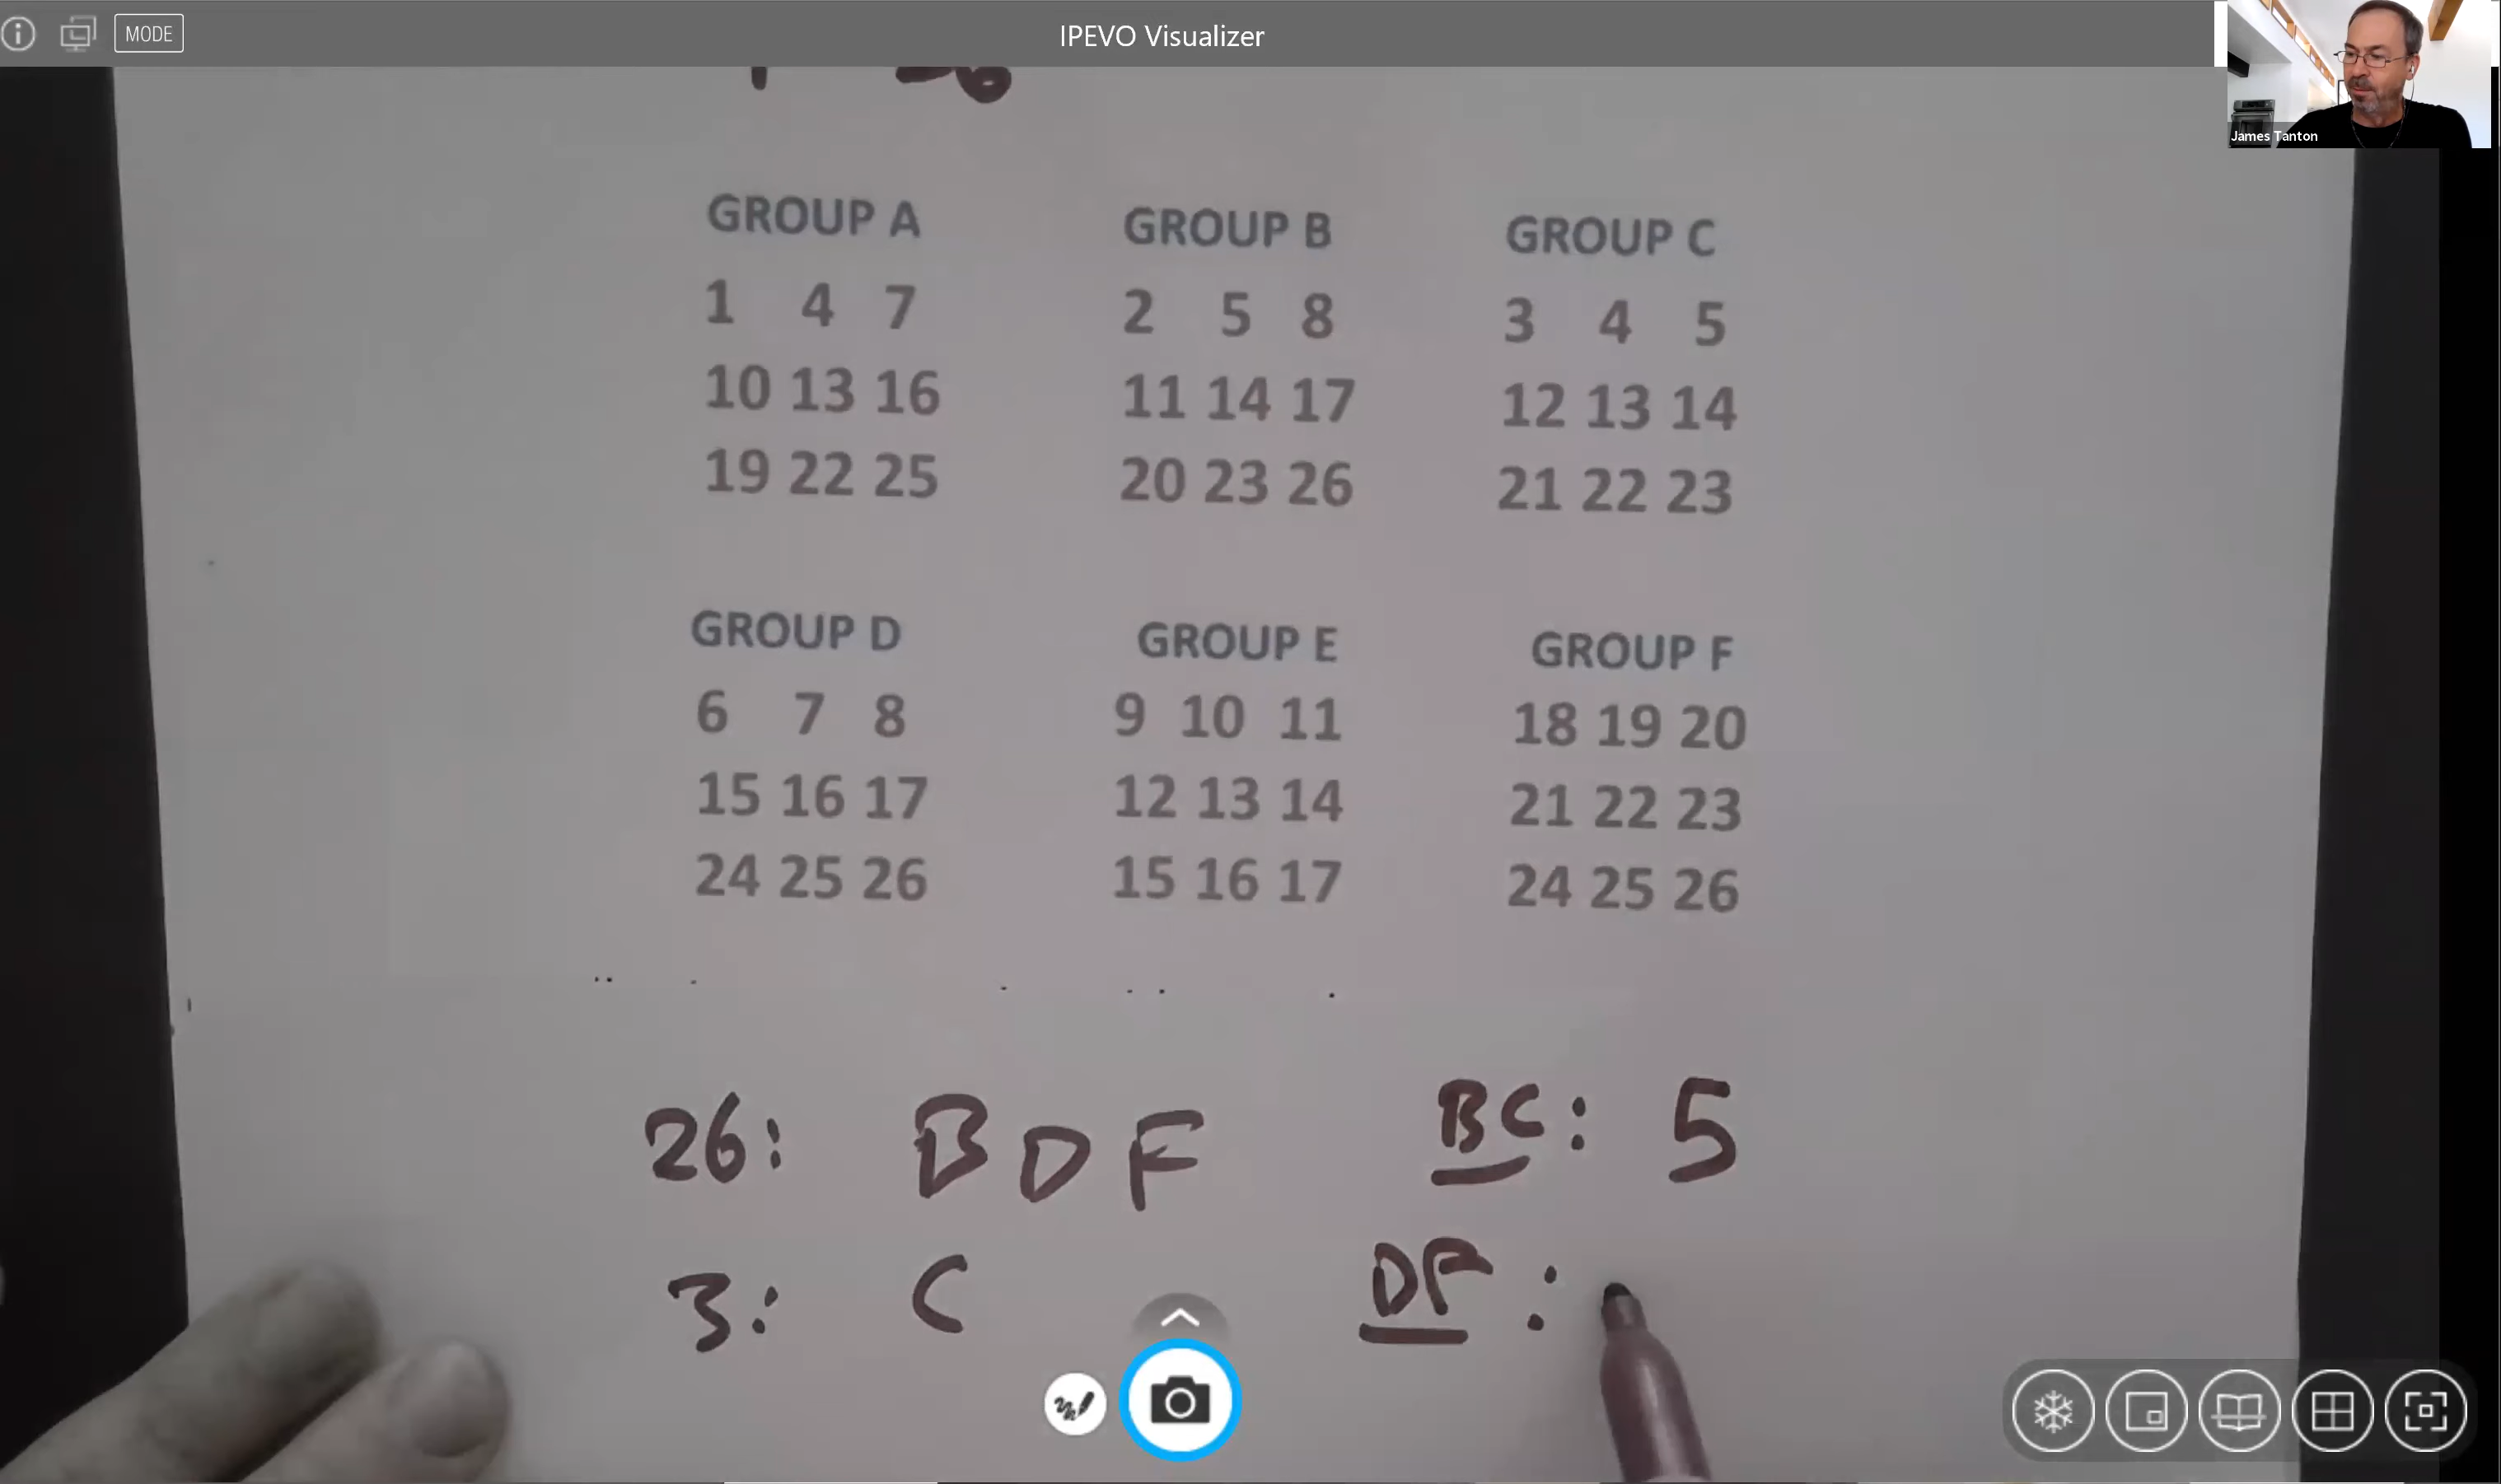 MODE
IPEVO Visualizer
James Tanton
GROUP A
1 4 7
10 13 16
19 22 25
GROUP B
2 5 8
11 14 17
20 23 26
GROUP C
3 4 5
12 13 14
21 22 23
GROUP D
6 7 8
15 16 17
24 25 26
GROUP E
9 10 11
12 13 14
15 16 17
GROUP F
18 19 20
21 22 23
24 25 26
26: B D F
3: C
BC: 5
DF: